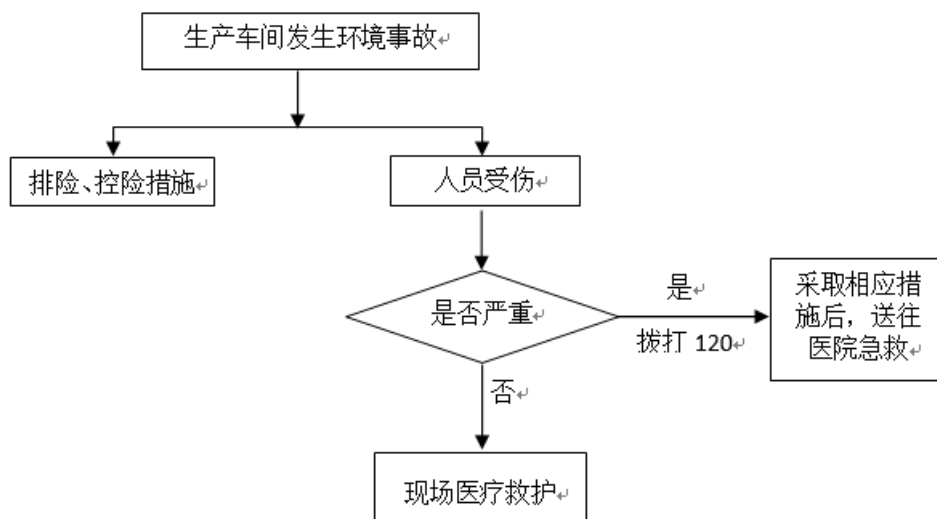 生产车间发生环境事故
排险、控险措施
人员受伤
是否严重
是
拨打 120
采取相应措
施后，送往
医院急救
否
现场医疗救护